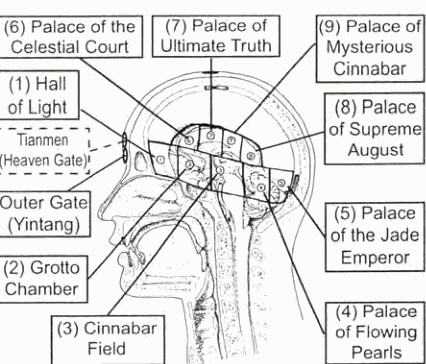 (6) Palace of the
Celestial Court
(7) Palace of
Ultimate Truth
(9) Palace of
Mysterious
Cinnabar
(1) Hall
of Light
(8) Palace
of Supreme
August
Tianmen
(Heaven Gate)
Outer Gate
(Yintang)
(5) Palace
of the Jade
Emperor
(2) Grotto
Chamber
(3) Cinnabar
Field
(4) Palace
of Flowing
Pearls